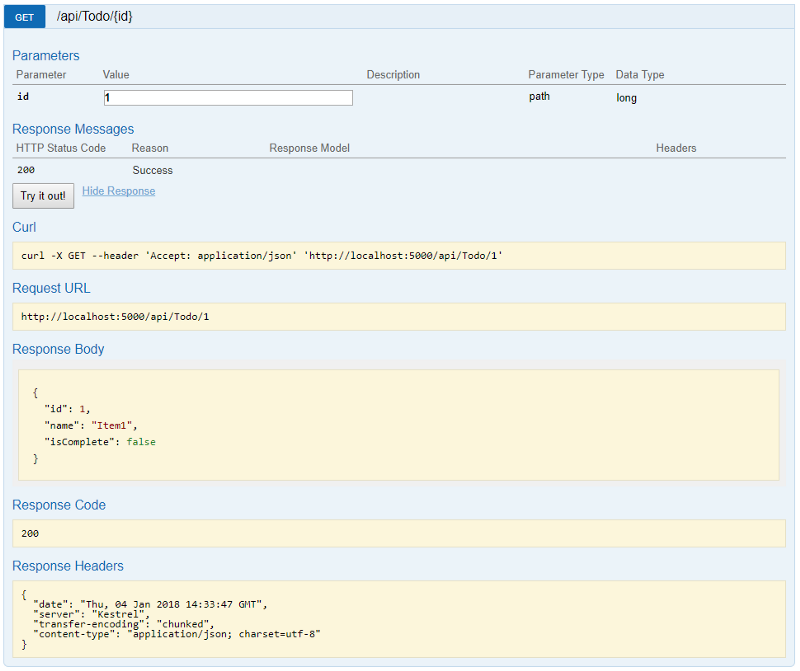 GET /api/Todo/{id}
Parameters
Parameter Value Description Parameter Type Data Type
id 1 path long
Response Messages
HTTP Status Code Reason Response Model Headers
200 Success
Try it out! Hide Response
Curl
curl -X GET --header 'Accept: application/json' 'http://localhost:5000/api/Todo/1'
Request URL
http://localhost:5000/api/Todo/1
Response Body
{
"id": 1,
"name": "Item1",
"isComplete": false
}
Response Code
200
Response Headers
{
"date": "Thu, 04 Jan 2018 14:33:47 GMT",
"server": "Kestrel",
"transfer-encoding": "chunked",
"content-type": "application/json; charset=utf-8"
}